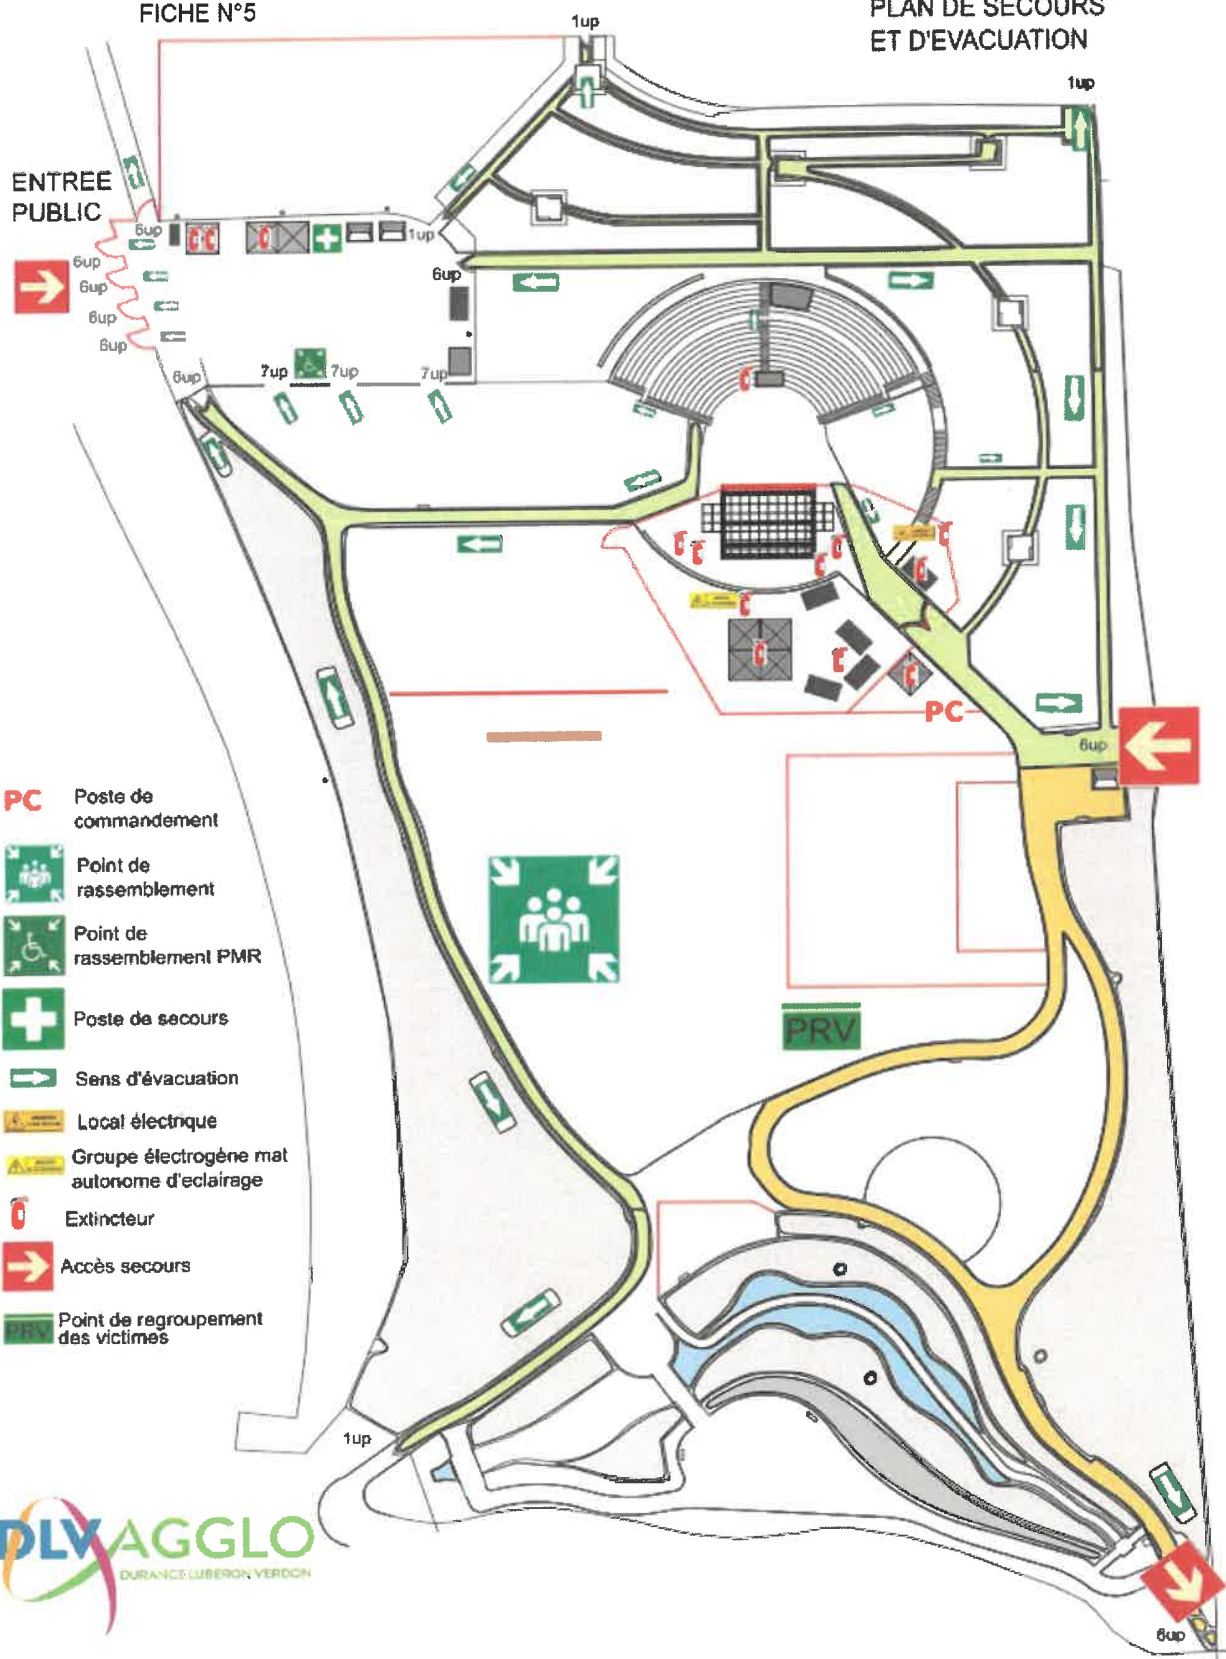 FICHE N°5
PLAN DE SECOURS
ET D'EVACUATION
1up
1up
ENTREE
PUBLIC
6up
1up
6up
6up
6up
6up
6up
6up
7up
7up
7up
PC
6up
PRV
PC Poste de
commandement
Point de
rassemblement
Point de
rassemblement PMR
Poste de secours
Sens d'évacuation
Local électrique
Groupe électrogène mat
autonome d'eclairage
Extincteur
Accès secours
PRV Point de regroupement
des victimes
1up
DLVAGGLO
DURANCE LUBERON VERDON
6up